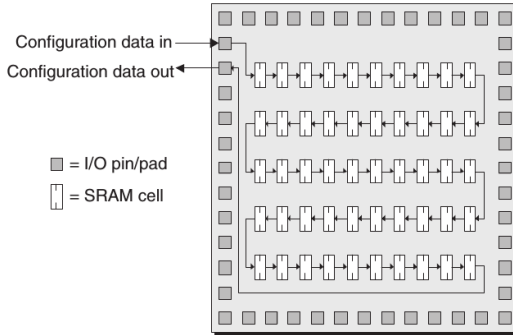 Configuration data in
Configuration data out
= I/O pin/pad
= SRAM cell